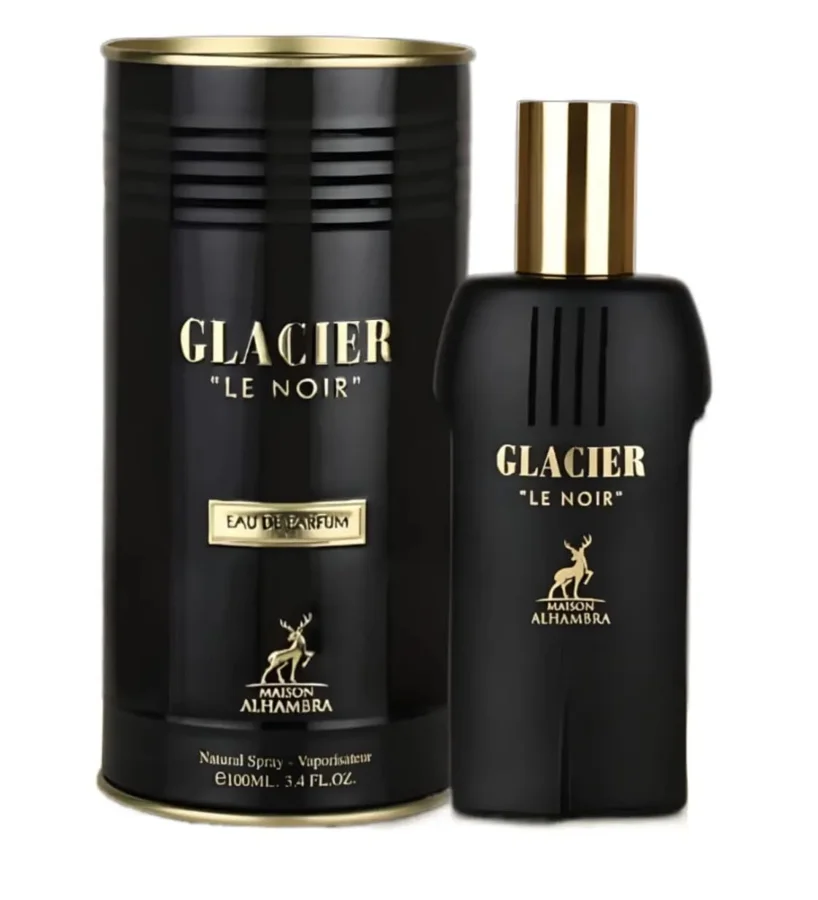 GLACIER
"LE NOIR"
EAU DE PARFUM
MAISON
ALHAMBRA
Natural Spray - Vaporisateur
℮100ML. 3.4 FL.OZ.
GLACIER
"LE NOIR"
MAISON
ALHAMBRA